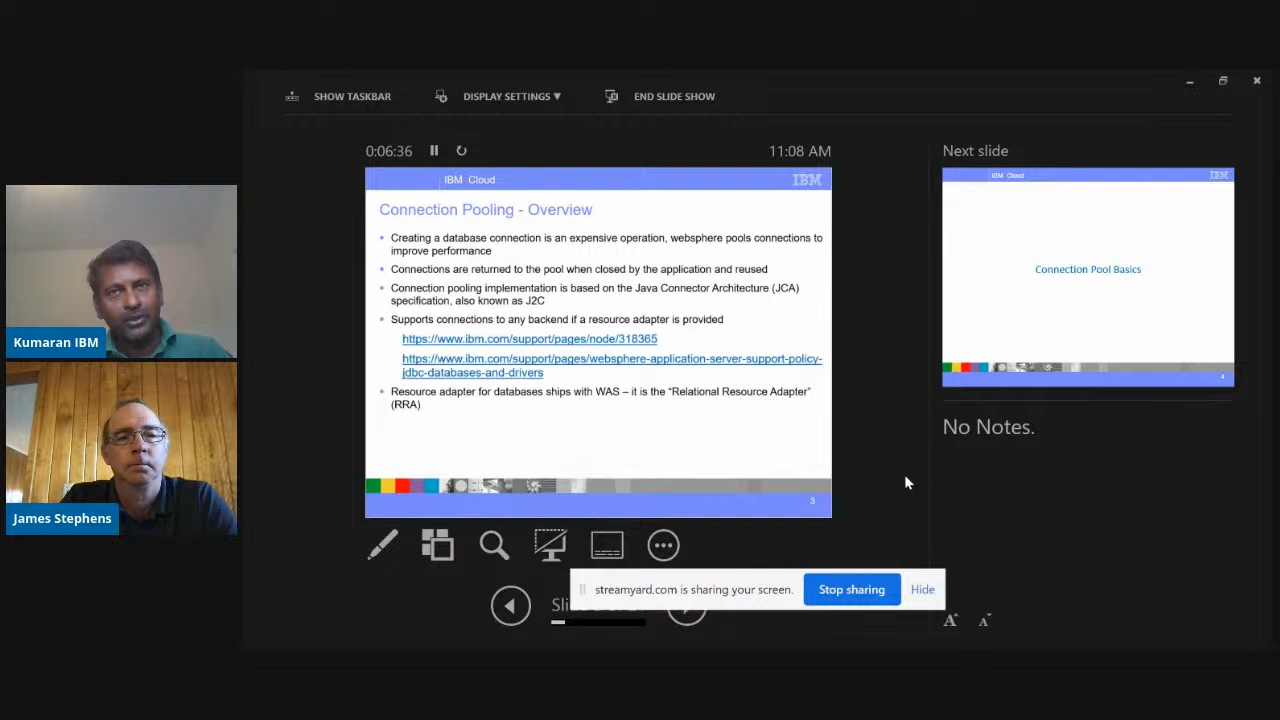 SHOW TASKBAR
DISPLAY SETTINGS ▼
END SLIDE SHOW
0:06:36
11:08 AM
IBM Cloud
IBM
Connection Pooling - Overview
Creating a database connection is an expensive operation, websphere pools connections to
improve performance
Connections are returned to the pool when closed by the application and reused
Connection pooling implementation is based on the Java Connector Architecture (JCA)
specification, also known as J2C
Supports connections to any backend if a resource adapter is provided
https://www.ibm.com/support/pages/node/318365
https://www.ibm.com/support/pages/websphere-application-server-support-policy-
jdbc-databases-and-drivers
Resource adapter for databases ships with WAS – it is the “Relational Resource Adapter”
(RRA)
3
Next slide
IBM Cloud
IBM
Connection Pool Basics
4
No Notes.
Kumaran IBM
James Stephens
streamyard.com is sharing your screen.
Stop sharing
Hide
A
A